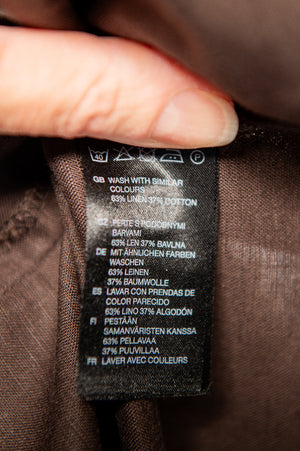 40 P
GB WASH WITH SIMILAR
COLOURS
63% LINEN 37% COTTON
CZ PERTE S PODOBNÝMI
BARVAMI
63% LEN 37% BAVLNA
DE MIT ÄHNLICHEN FARBEN
WASCHEN
63% LEINEN
37% BAUMWOLLE
ES LAVAR CON PRENDAS DE
COLOR PARECIDO
63% LINO 37% ALGODÓN
FI PESTÄÄN
SAMANVÄRISTEN KANSSA
63% PELLAVAA
37% PUUVILLAA
FR LAVER AVEC COULEURS